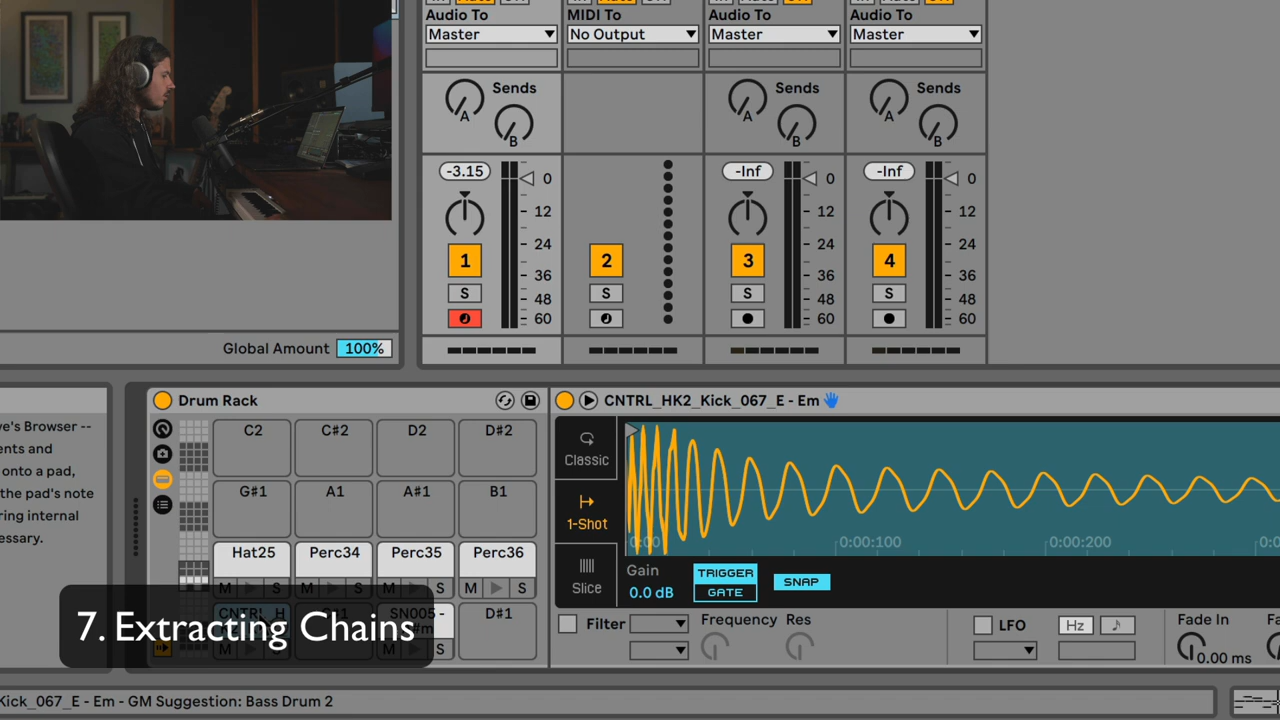 Audio To
MIDI To
Audio To
Audio To
Master
No Output
Master
Master
Sends
Sends
Sends
A
B
A
B
A
B
-3.15
-Inf
-Inf
0
12
24
36
48
60
0
12
24
36
48
60
0
12
24
36
48
60
1
2
3
4
S
S
S
S
Global Amount
100%
ve's Browser --
ents and
onto a pad,
the pad's note
ring internal
essary.
Drum Rack
C2
C#2
D2
D#2
G#1
A1
A#1
B1
Hat25
Perc34
Perc35
Perc36
M
S
M
S
M
S
M
S
D#1
M
M
M
S
7. Extracting Chains
CNTRL_HK2_Kick_067_E - Em
Classic
1-Shot
Slice
0:00
0:00:100
0:00:200
Gain
0.0 dB
TRIGGER
GATE
SNAP
Filter
Frequency
Res
LFO
Hz
Fade In
0.00 ms
Kick_067_E - Em - GM Suggestion: Bass Drum 2